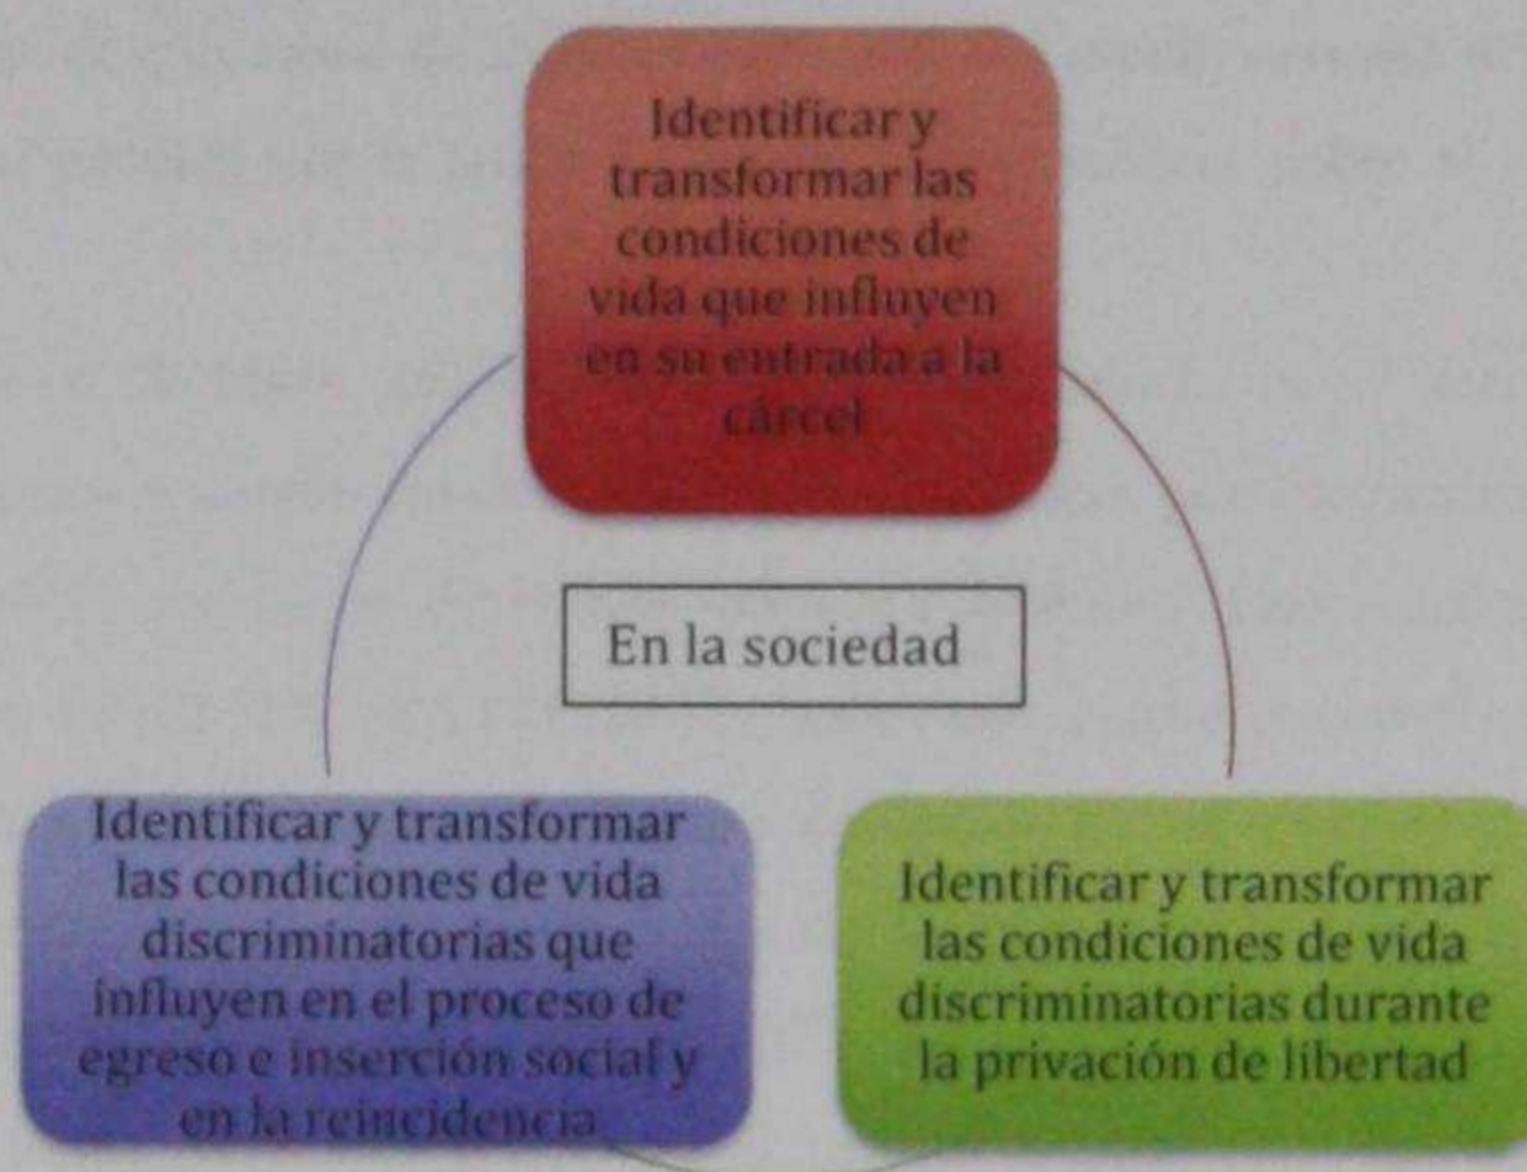 Identificar y
transformar las
condiciones de
vida que influyen
en su entrada a la
cárcel
En la sociedad
Identificar y transformar
las condiciones de vida
discriminatorias que
influyen en el proceso de
egreso e inserción social y
en la reincidencia
Identificar y transformar
las condiciones de vida
discriminatorias durante
la privación de libertad